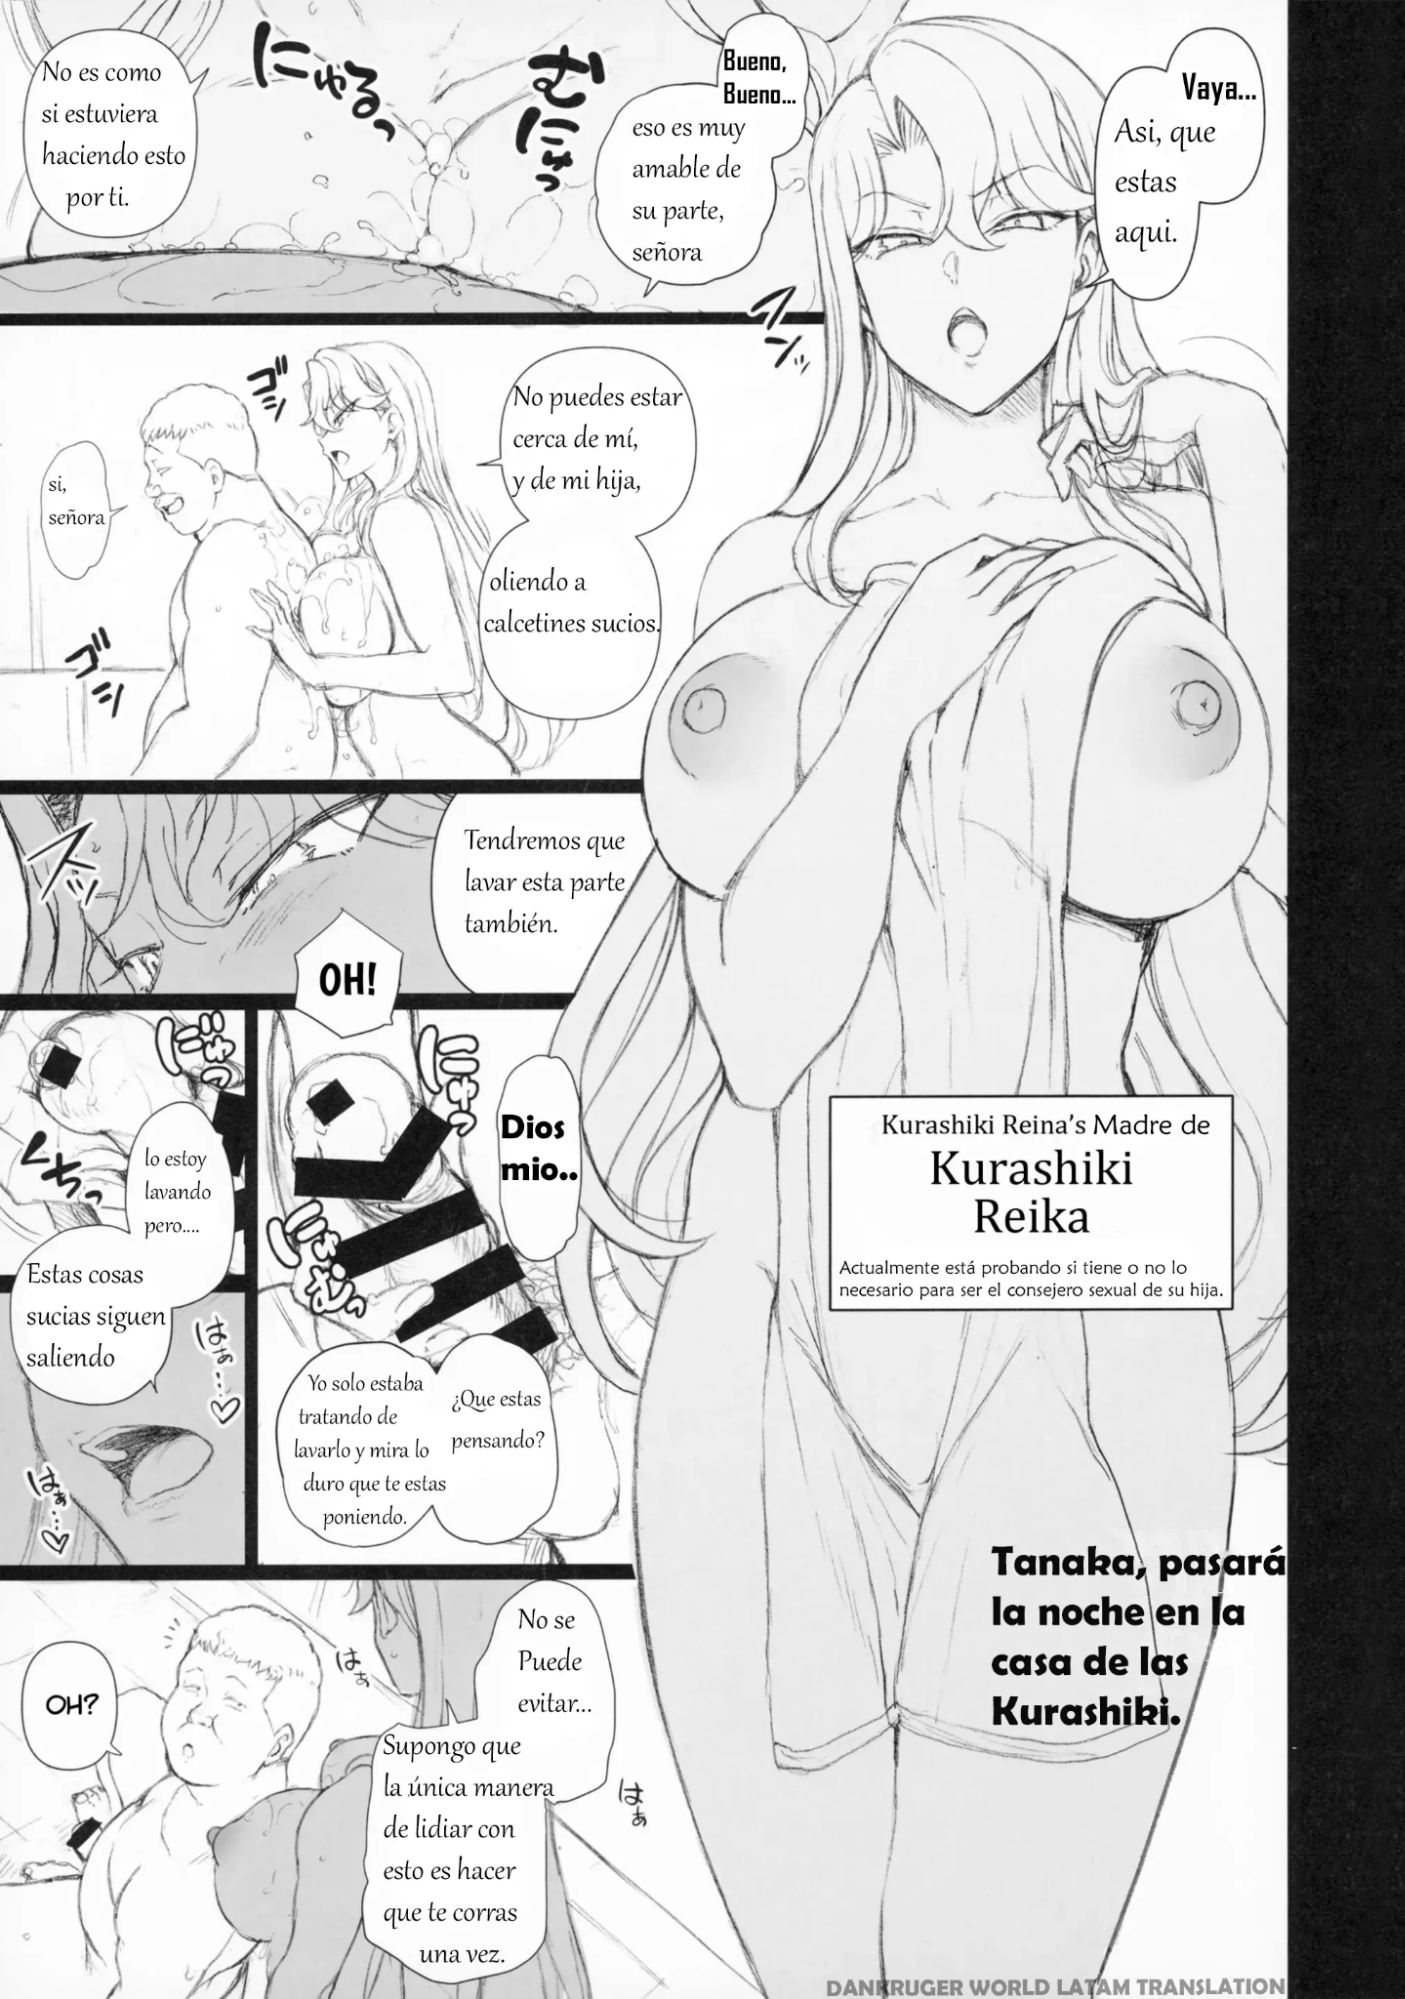 Vaya...
Asi, que
estas
aqui.
Bueno,
Bueno...
eso es muy
amable de
su parte,
señora
むにゅっ
にゅるっ
No es como
si estuviera
haciendo esto
por ti.
No puedes estar
cerca de mí,
y de mi hija,
oliendo a
calcetines sucios.
ゴシ
si,
señora
ゴシ
Tendremos que
lavar esta parte
también.
OH!
Dios
mio..
¿Que estas
pensando?
Yo solo estaba
tratando de
lavarlo y mira lo
duro que te estas
poniendo.
lo estoy
lavando
pero....
Estas cosas
sucias siguen
saliendo
くちゅっ
はぁ…♡
はぁ…♡
No se
Puede
evitar...
Supongo que
la única manera
de lidiar con
esto es hacer
que te corras
una vez.
OH?
はぁ
はぁ
Kurashiki Reina's Madre de
Kurashiki
Reika
Actualmente está probando si tiene o no lo
necesario para ser el consejero sexual de su hija.
Tanaka, pasará
la noche en la
casa de las
Kurashiki.
DANKRUGER WORLD LATAM TRANSLATION